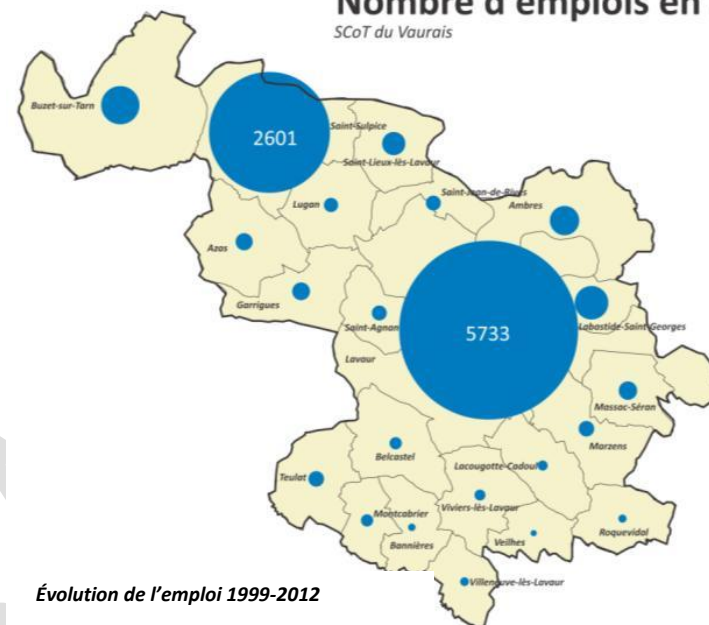 Nombre d'emplois en
SCoT du Vaurais
Buzet-sur-Tarn
2601
Saint-Sulpice
Saint-Lieux-lès-Lavaur
Saint-Jean-de-Rives
Lugan
Ambres
Azas
Garrigues
Saint-Agnan
5733
Labastide-Saint-Georges
Lavaur
Massac-Séran
Marzens
Belcastel
Lacougotte-Cadoul
Teulat
Viviers-lès-Lavaur
Montcabrier
Roquevidal
Bannières
Veilhes
Villeneuve-lès-Lavaur
Évolution de l'emploi 1999-2012